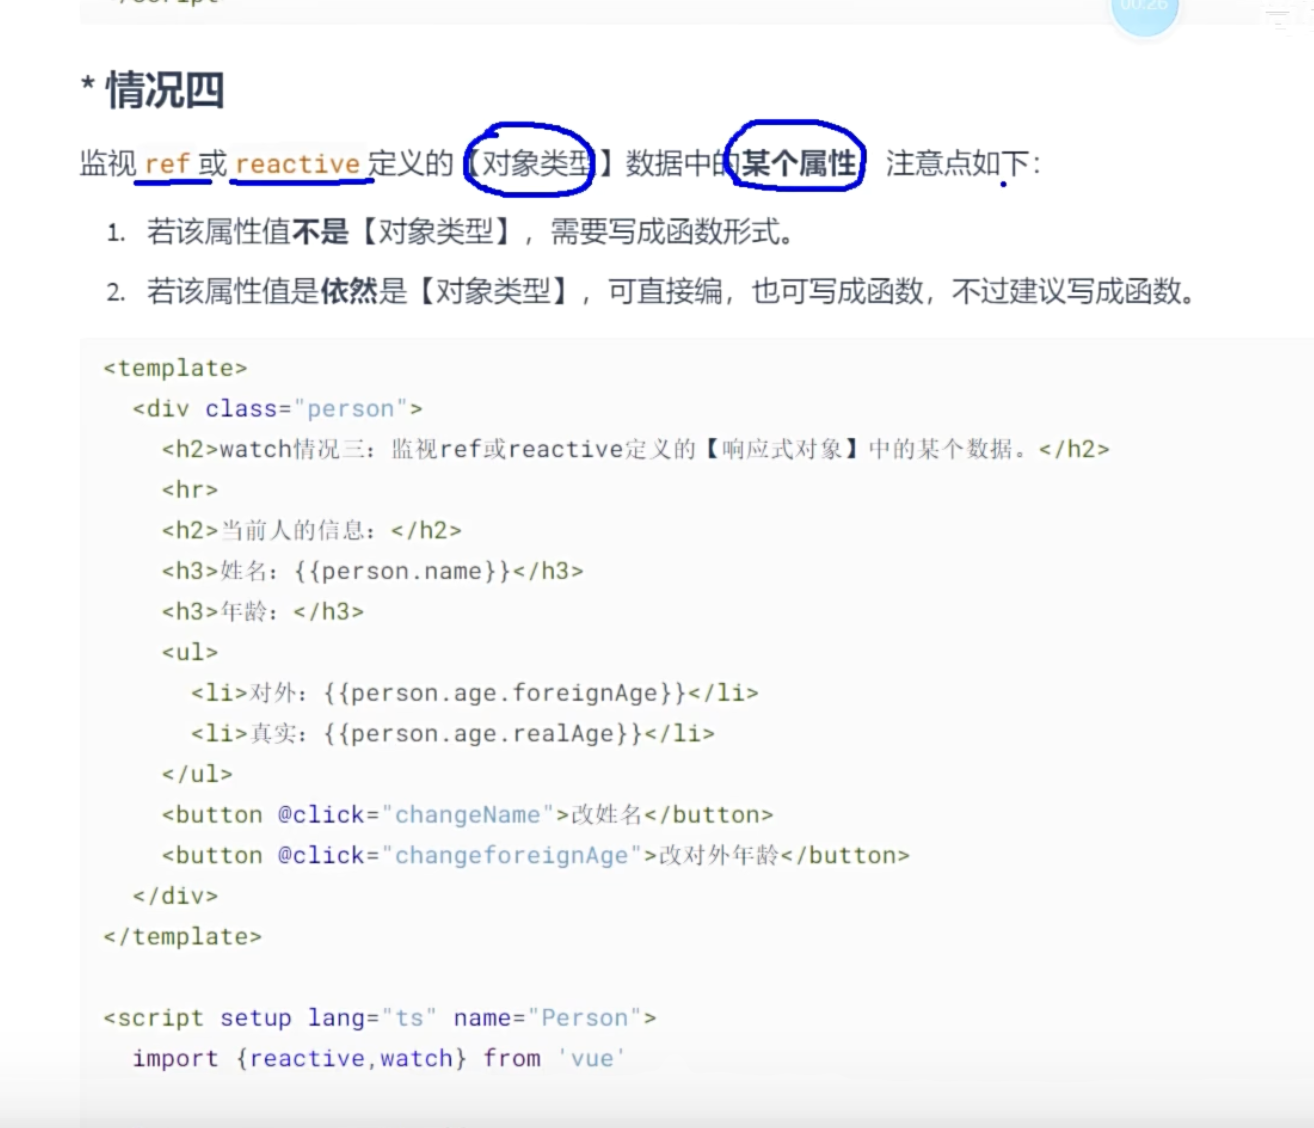 00:26
* 情况四
监视 ref 或 reactive 定义的【对象类型】数据中的某个属性 注意点如下：
1. 若该属性值不是【对象类型】，需要写成函数形式。
2. 若该属性值是依然是【对象类型】，可直接编，也可写成函数，不过建议写成函数。
<template>
<div class="person">
<h2>watch情况三：监视ref或reactive定义的【响应式对象】中的某个数据。</h2>
<hr>
<h2>当前人的信息：</h2>
<h3>姓名：{{person.name}}</h3>
<h3>年龄：</h3>
<ul>
<li>对外：{{person.age.foreignAge}}</li>
<li>真实：{{person.age.realAge}}</li>
</ul>
<button @click="changeName">改姓名</button>
<button @click="changeforeignAge">改对外年龄</button>
</div>
</template>
<script setup lang="ts" name="Person">
import {reactive,watch} from 'vue'